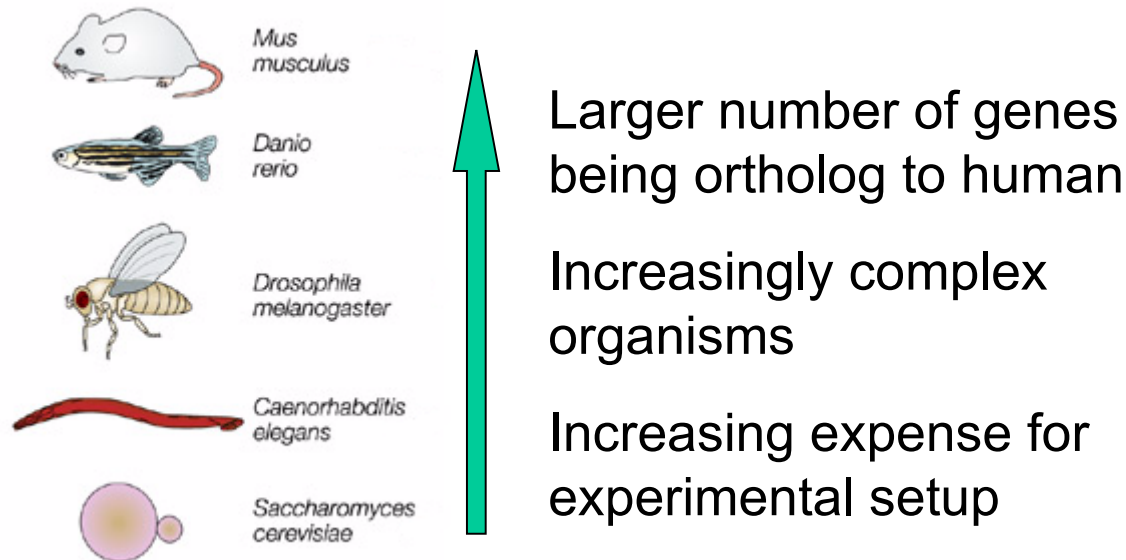 Mus
musculus
Danio
rerio
Drosophila
melanogaster
Caenorhabditis
elegans
Saccharomyces
cerevisiae
Larger number of genes
being ortholog to human
Increasingly complex
organisms
Increasing expense for
experimental setup